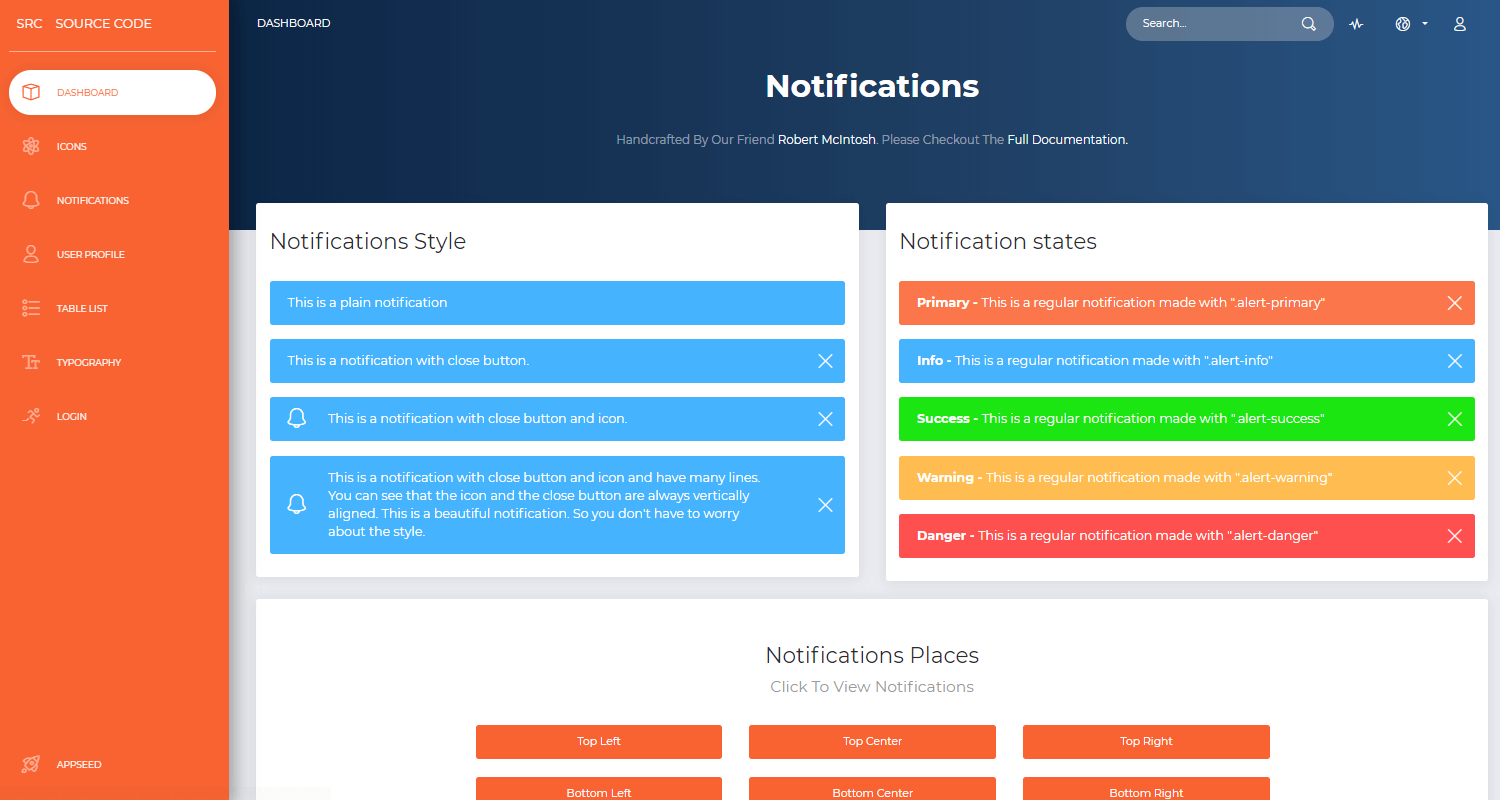 SRC SOURCE CODE
DASHBOARD
ICONS
NOTIFICATIONS
USER PROFILE
TABLE LIST
TYPOGRAPHY
LOGIN
APPSEED
DASHBOARD
Search...
Notifications
Handcrafted By Our Friend Robert McIntosh. Please Checkout The Full Documentation.
Notifications Style
This is a plain notification
This is a notification with close button.
This is a notification with close button and icon.
This is a notification with close button and icon and have many lines.
You can see that the icon and the close button are always vertically
aligned. This is a beautiful notification. So you don't have to worry
about the style.
Notification states
Primary - This is a regular notification made with ".alert-primary"
Info - This is a regular notification made with ".alert-info"
Success - This is a regular notification made with ".alert-success"
Warning - This is a regular notification made with ".alert-warning"
Danger - This is a regular notification made with ".alert-danger"
Notifications Places
Click To View Notifications
Top Left
Top Center
Top Right
Bottom Left
Bottom Center
Bottom Right